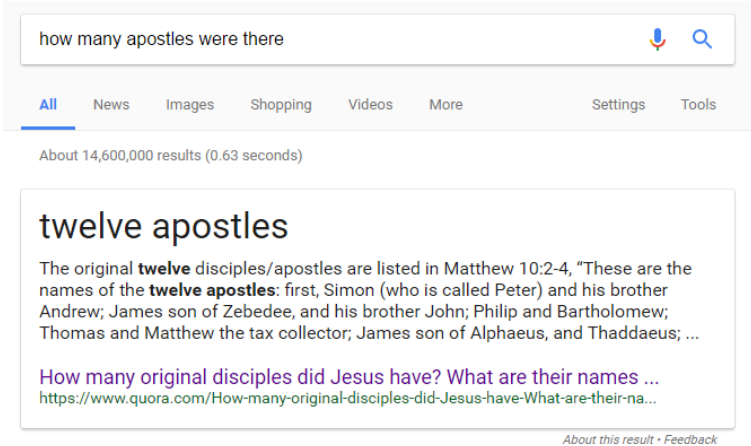 how many apostles were there
All News Images Shopping Videos More Settings Tools
About 14,600,000 results (0.63 seconds)
twelve apostles
The original twelve disciples/apostles are listed in Matthew 10:2-4, “These are the
names of the twelve apostles: first, Simon (who is called Peter) and his brother
Andrew; James son of Zebedee, and his brother John; Philip and Bartholomew;
Thomas and Matthew the tax collector; James son of Alphaeus, and Thaddaeus; ...
How many original disciples did Jesus have? What are their names ...
https://www.quora.com/How-many-original-disciples-did-Jesus-have-What-are-their-na...
About this result • Feedback